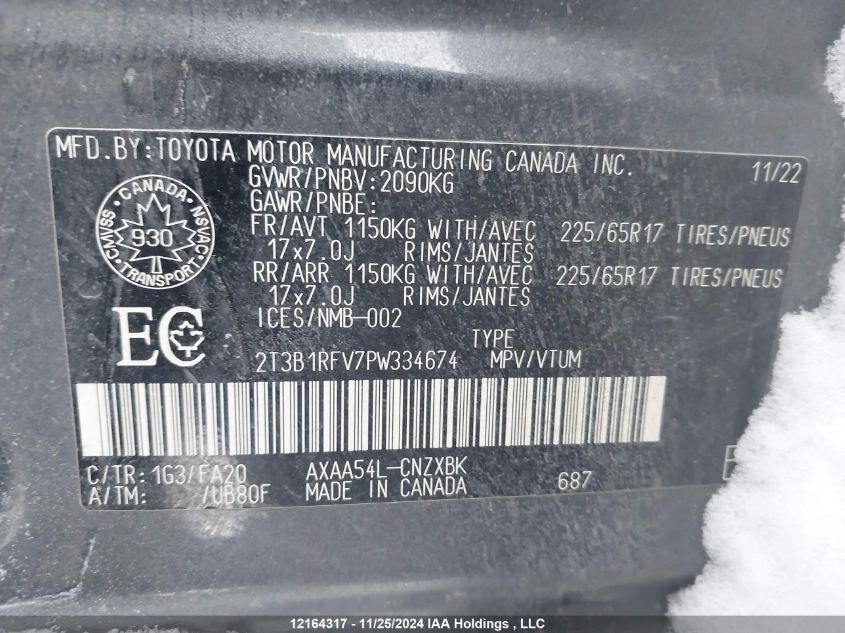 MFD.BY:TOYOTA MOTOR MANUFACTURING CANADA INC. 11/22
GVWR/PNBV:2090KG
GAWR/PNBE:
FR/AVT 1150KG WITH/AVEC 225/65R17 TIRES/PNEUS
17x7.0J RIMS/JANTES
RR/ARR 1150KG WITH/AVEC 225/65R17 TIRES/PNEUS
17x7.0J RIMS/JANTES
ICES/NMB-002
CANADA
CMVSS NSVAC
930
TRANSPORT
EC
TYPE
2T3B1RFV7PW334674 MPV/VTUM
C/TR: 1G3/FA20 AXAA54L-CNZXBK 687
A/TM: /UB80F MADE IN CANADA
12164317 - 11/25/2024 IAA Holdings, LLC